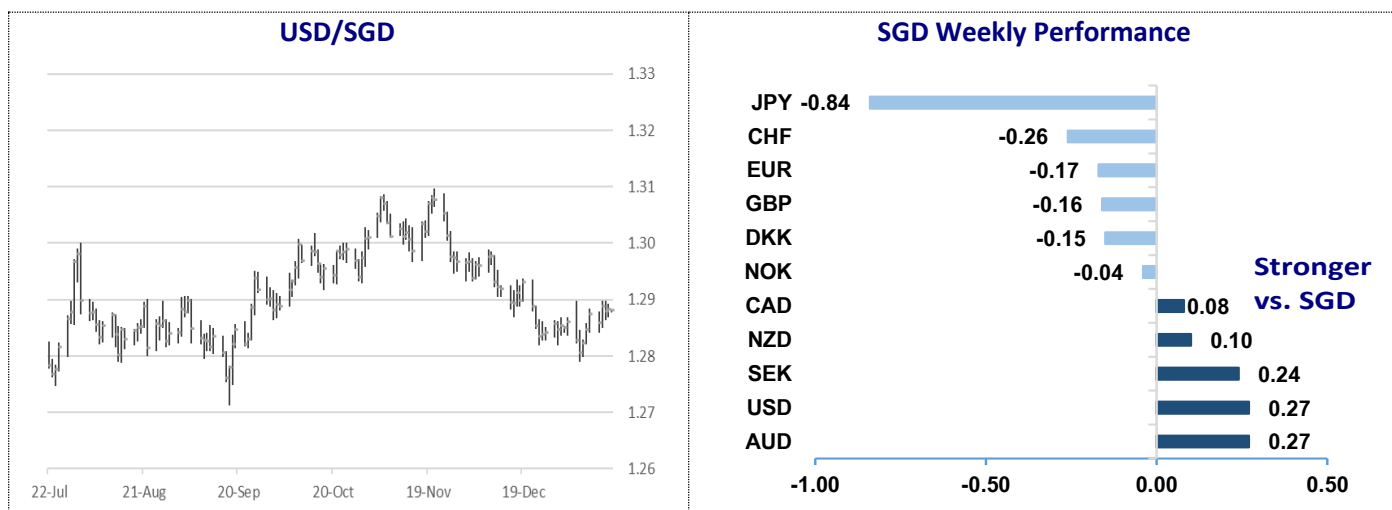 USD/SGD
1.33
1.32
1.31
1.30
1.29
1.28
1.27
1.26
22-Jul 21-Aug 20-Sep 20-Oct 19-Nov 19-Dec
SGD Weekly Performance
JPY -0.84
CHF -0.26
EUR -0.17
GBP -0.16
DKK -0.15
NOK -0.04
Stronger
vs. SGD
CAD 0.08
NZD 0.10
SEK 0.24
USD 0.27
AUD 0.27
-1.00 -0.50 0.00 0.50